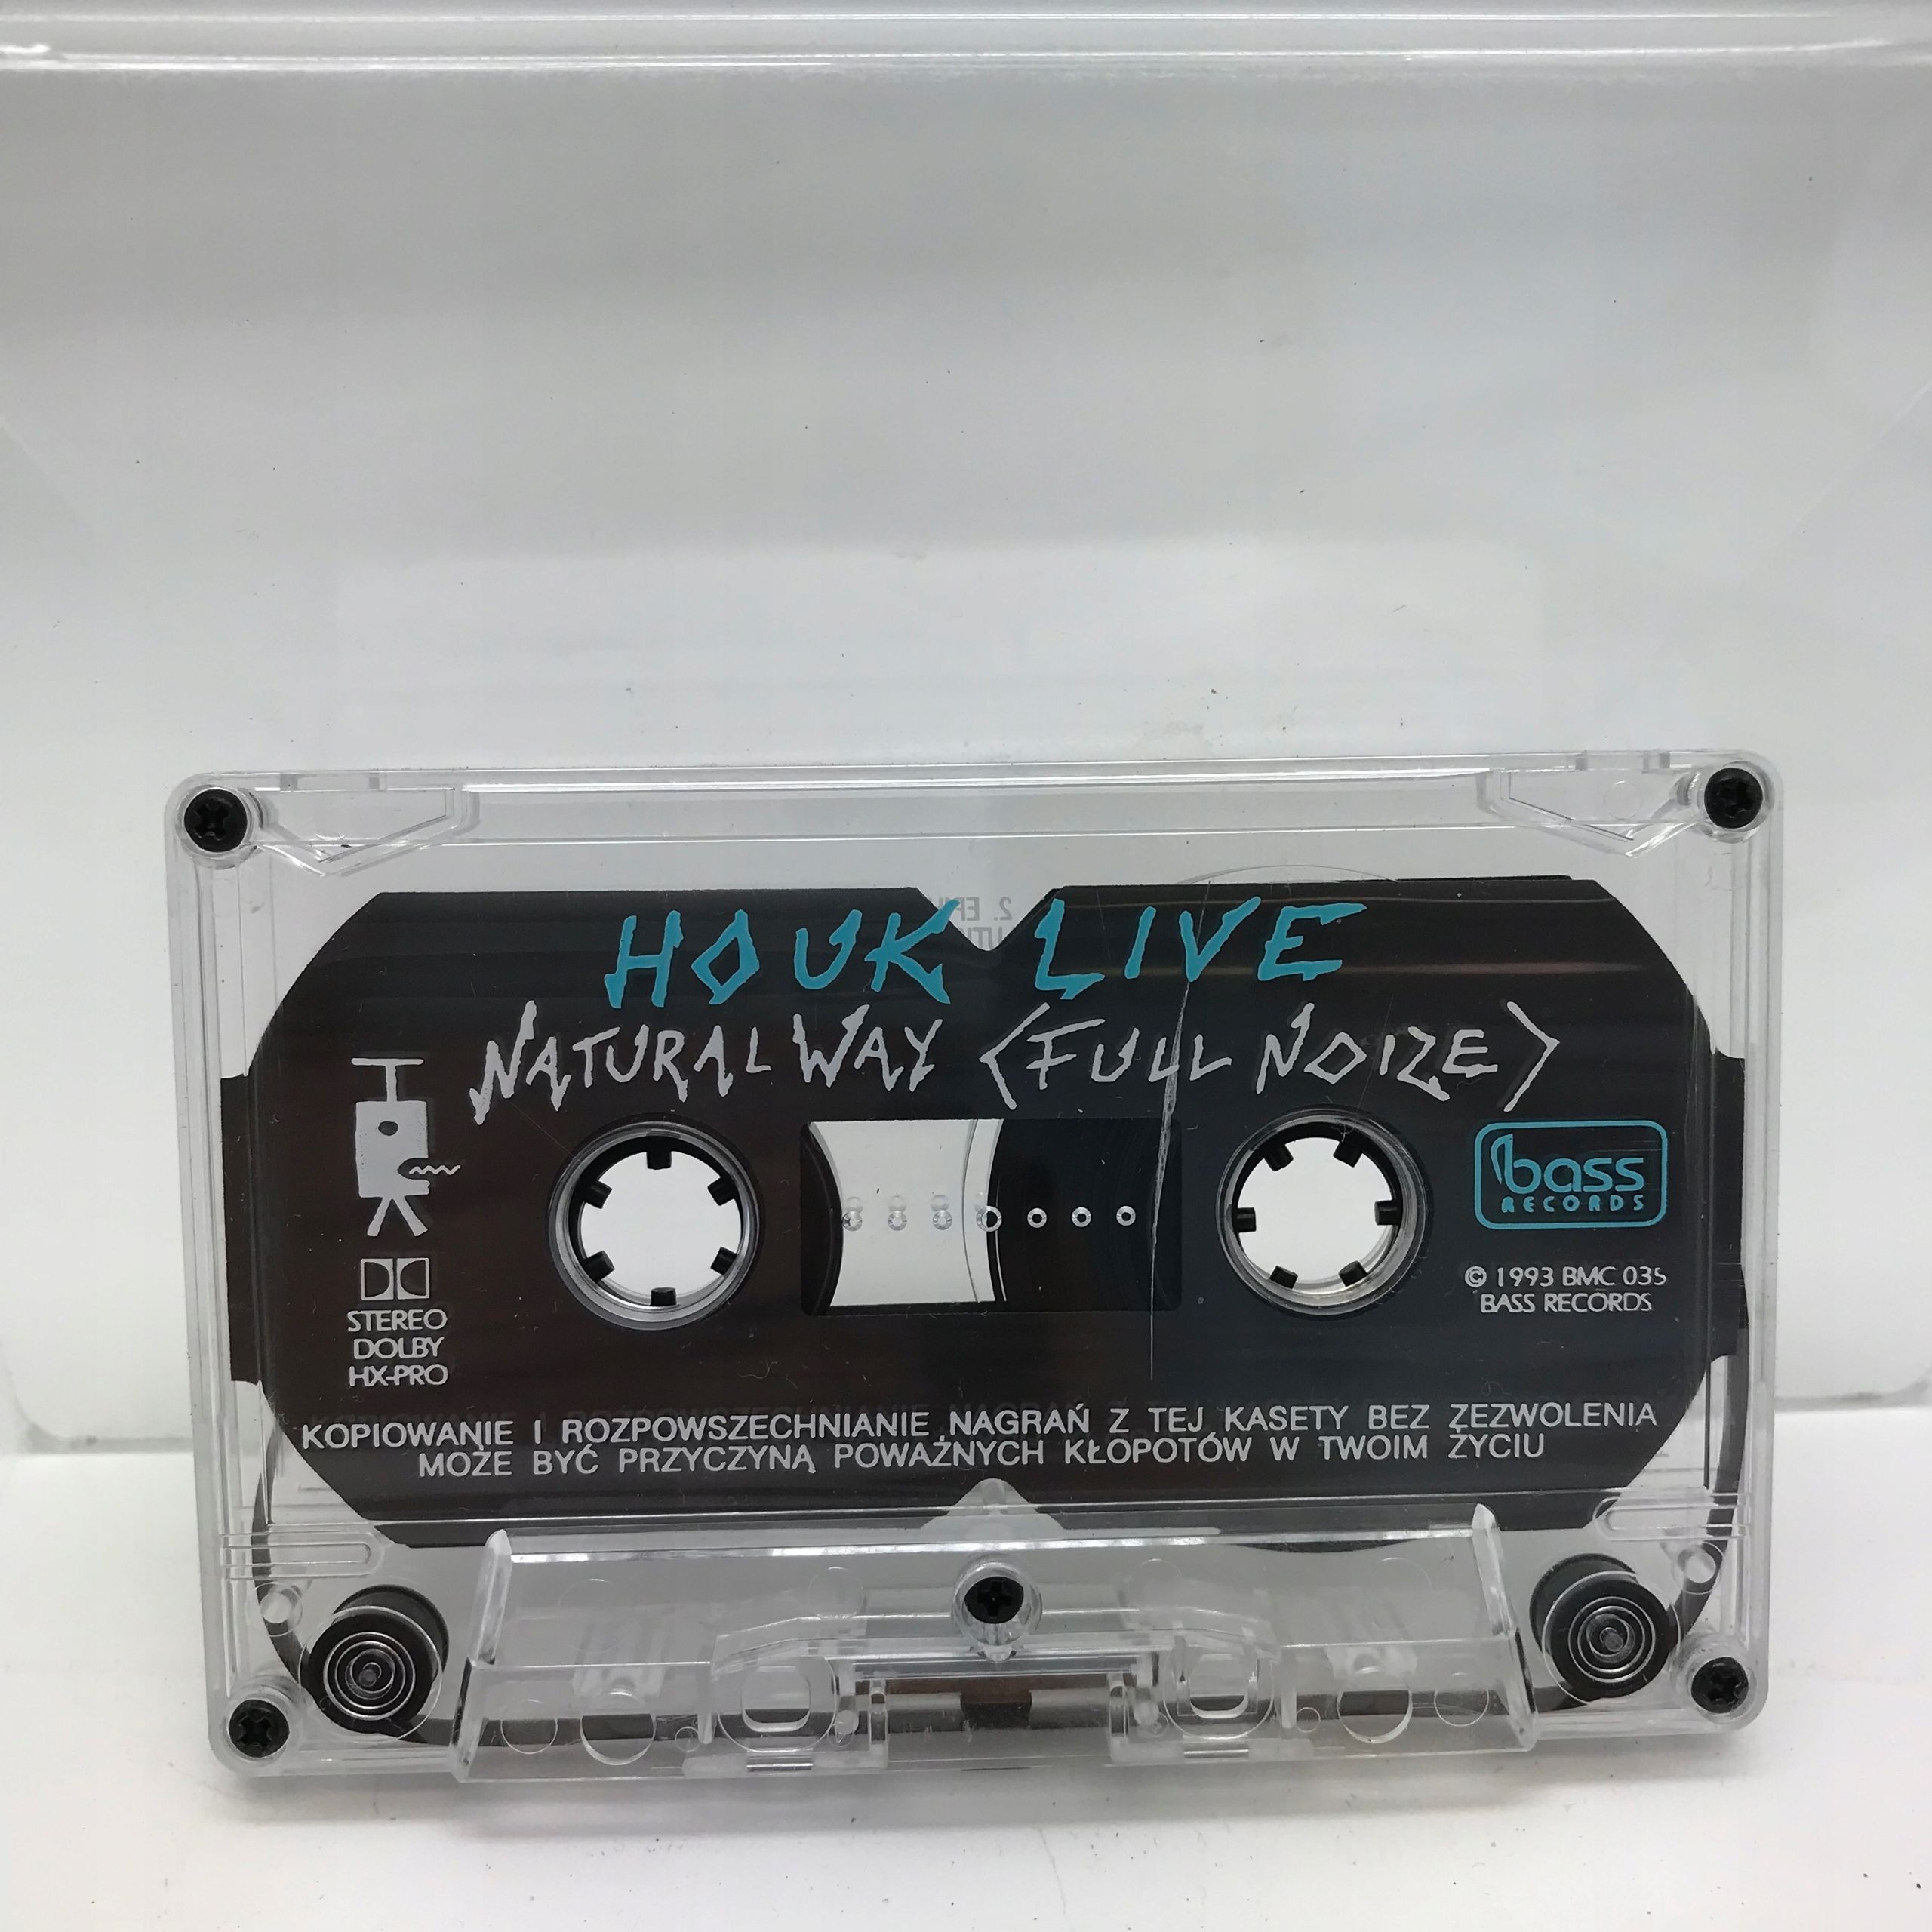 HOUK LIVE
NATURAL WAY (FULL NOIZE)
bass
RECORDS
STEREO
DOLBY
HX-PRO
© 1993 BMC 035
BASS RECORDS
KOPIOWANIE I ROZPOWSZECHNIANIE NAGRAŃ Z TEJ KASETY BEZ ZEZWOLENIA
MOŻE BYĆ PRZYCZYNĄ POWAŻNYCH KŁOPOTÓW W TWOIM ŻYCIU